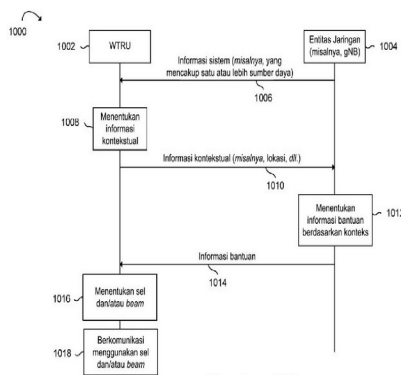 1000
1002
WTRU
Entitas Jaringan
(misalnya, gNB)
1004
Informasi sistem (misalnya, yang
mencakup satu atau lebih sumber daya)
1006
1008
Menentukan
informasi
kontekstual
Informasi kontekstual (misalnya, lokasi, dll.)
1010
Menentukan
informasi bantuan
berdasarkan konteks
1012
Informasi bantuan
1014
1016
Menentukan sel
dan/atau beam
1018
Berkomunikasi
menggunakan sel
dan/atau beam